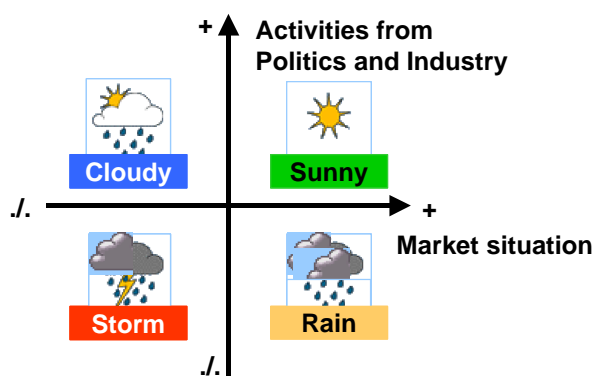 + Activities from
Politics and Industry
Cloudy
Sunny
./.
+
Market situation
Storm
Rain
./.